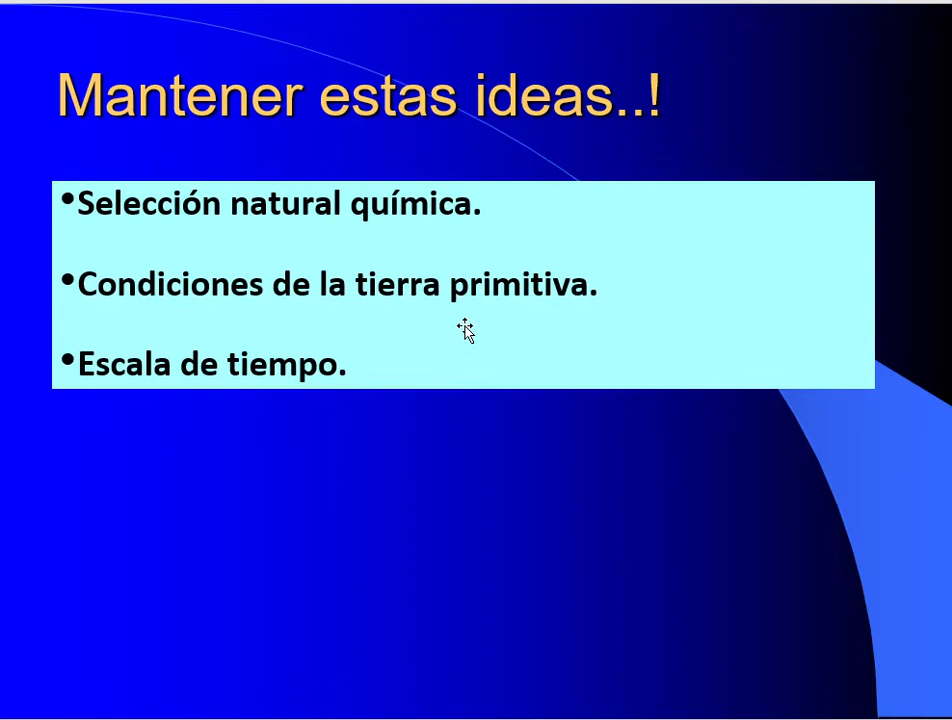 Mantener estas ideas..!
•Selección natural química.
•Condiciones de la tierra primitiva.
•Escala de tiempo.